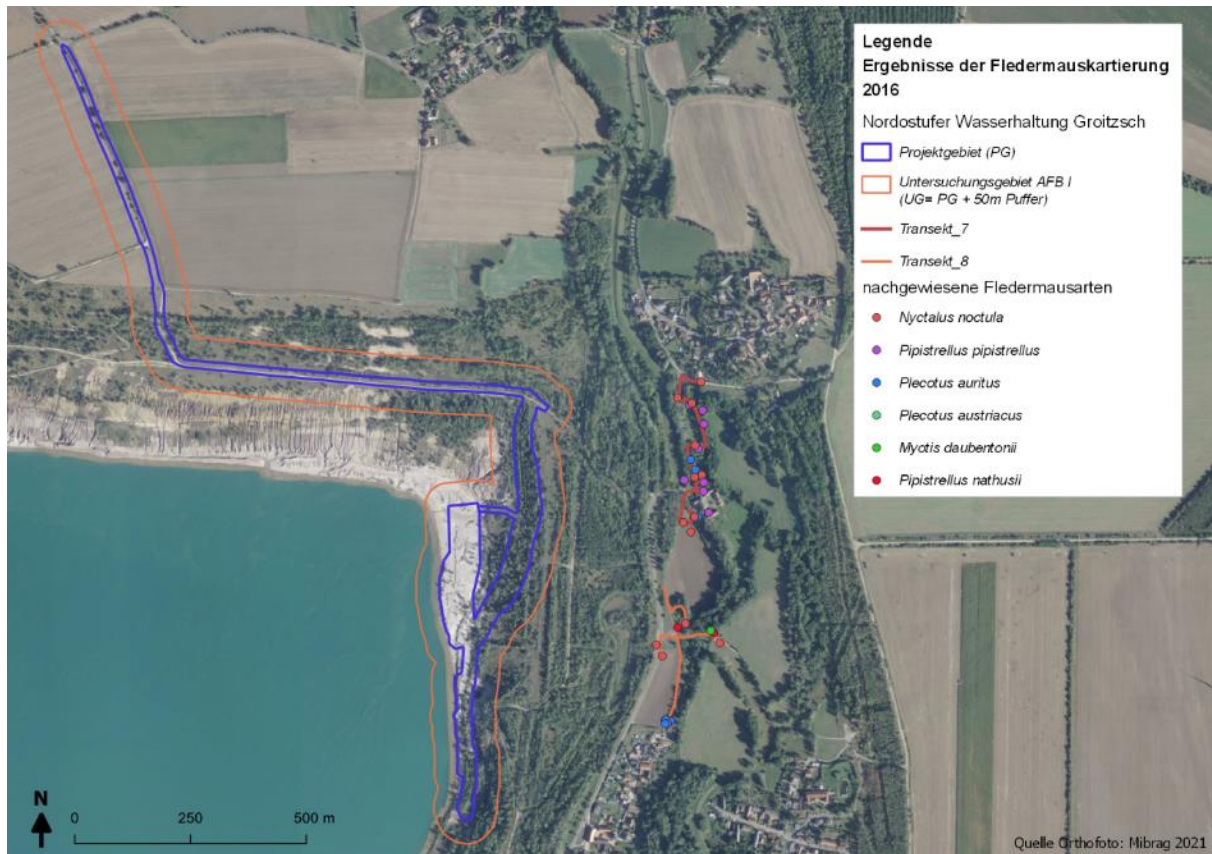 Legende
Ergebnisse der Fledermauskartierung
2016
Nordostufer Wasserhaltung Groitzsch
Projektgebiet (PG)
Untersuchungsgebiet AFB I
(UG= PG + 50m Puffer)
Transekt_7
Transekt_8
nachgewiesene Fledermausarten
Nyctalus noctula
Pipistrellus pipistrellus
Plecotus auritus
Plecotus austriacus
Myotis daubentonii
Pipistrellus nathusii
N
0 250 500 m
Quelle Orthofoto: Mibrag 2021